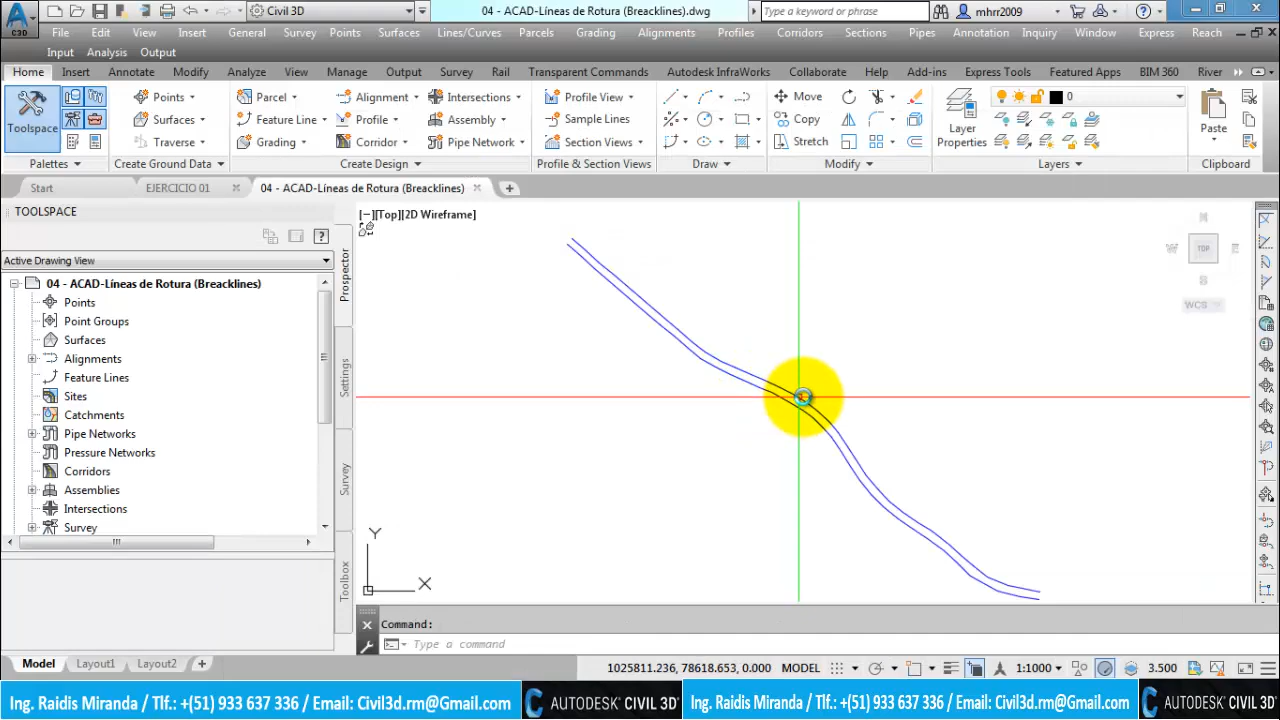 A
C3D
Civil 3D
04 - ACAD-Líneas de Rotura (Breacklines).dwg
Type a keyword or phrase
mhrr2009
File Edit View Insert General Survey Points Surfaces Lines/Curves Parcels Grading Alignments Profiles Corridors Sections Pipes Annotation Inquiry Window Express Reach
Input Analysis Output
Home Insert Annotate Modify Analyze View Manage Output Survey Rail Transparent Commands Autodesk InfraWorks Collaborate Help Add-ins Express Tools Featured Apps BIM 360 River
Points Parcel Alignment Intersections Profile View Move 0
Toolspace Surfaces Feature Line Profile Assembly Sample Lines Copy Layer Properties Paste
Traverse Grading Corridor Pipe Network Section Views Stretch
Palettes Create Ground Data Create Design Profile & Section Views Draw Modify Layers Clipboard
Start EJERCICIO 01 04 - ACAD-Líneas de Rotura (Breacklines)
TOOLSPACE
[−][Top][2D Wireframe]
Active Drawing View
TOP
WCS
Prospector
Settings
Survey
Toolbox
04 - ACAD-Líneas de Rotura (Breacklines)
Points
Point Groups
Surfaces
Alignments
Feature Lines
Sites
Catchments
Pipe Networks
Pressure Networks
Corridors
Assemblies
Intersections
Survey
Y
X
Command:
Type a command
Model Layout1 Layout2
1025811.236, 78618.653, 0.000 MODEL 1:1000 3.500
Ing. Raidis Miranda / Tlf.: +(51) 933 637 336 / Email: Civil3d.rm@Gmail.com AUTODESK® CIVIL 3D Ing. Raidis Miranda / Tlf.: +(51) 933 637 336 / Email: Civil3d.rm@Gmail.com AUTODESK® CIVIL 3D